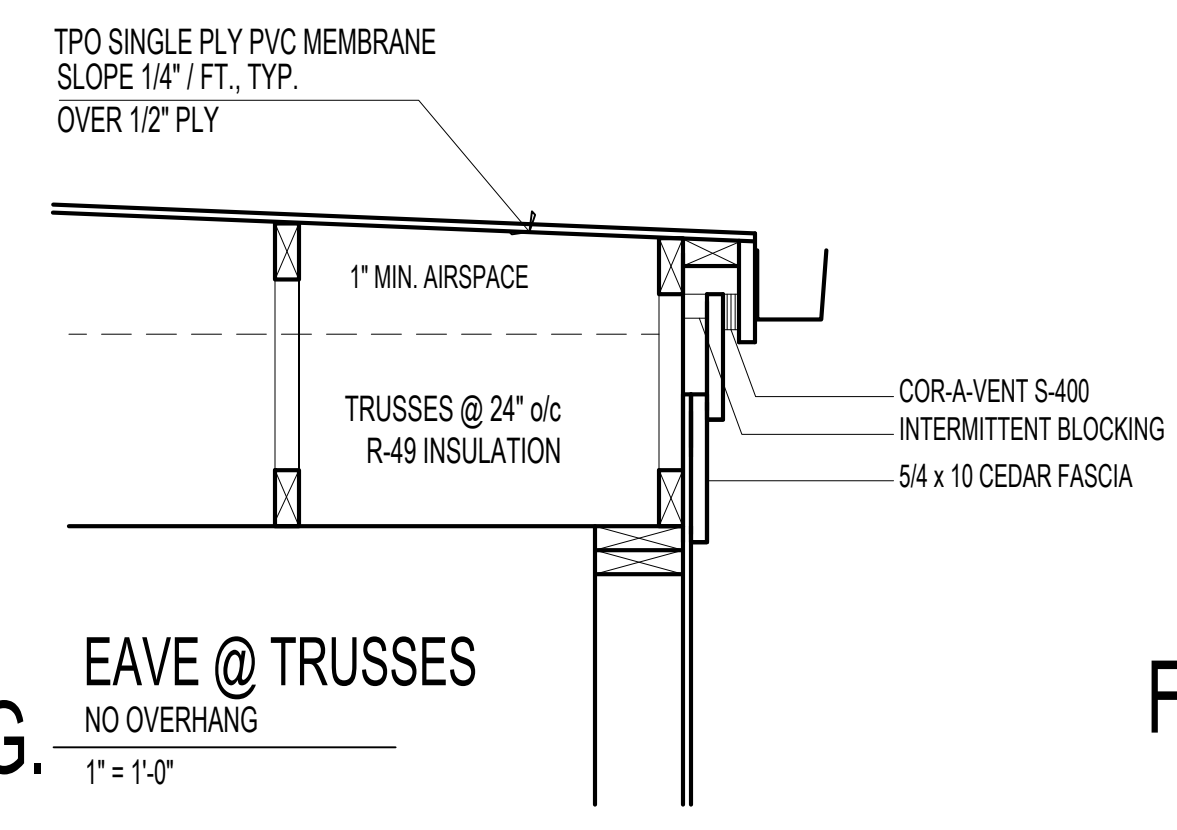 TPO SINGLE PLY PVC MEMBRANE
SLOPE 1/4" / FT., TYP.
OVER 1/2" PLY
1" MIN. AIRSPACE
TRUSSES @ 24" o/c
R-49 INSULATION
COR-A-VENT S-400
INTERMITTENT BLOCKING
5/4 x 10 CEDAR FASCIA
EAVE @ TRUSSES
NO OVERHANG
1" = 1'-0"
G.
F